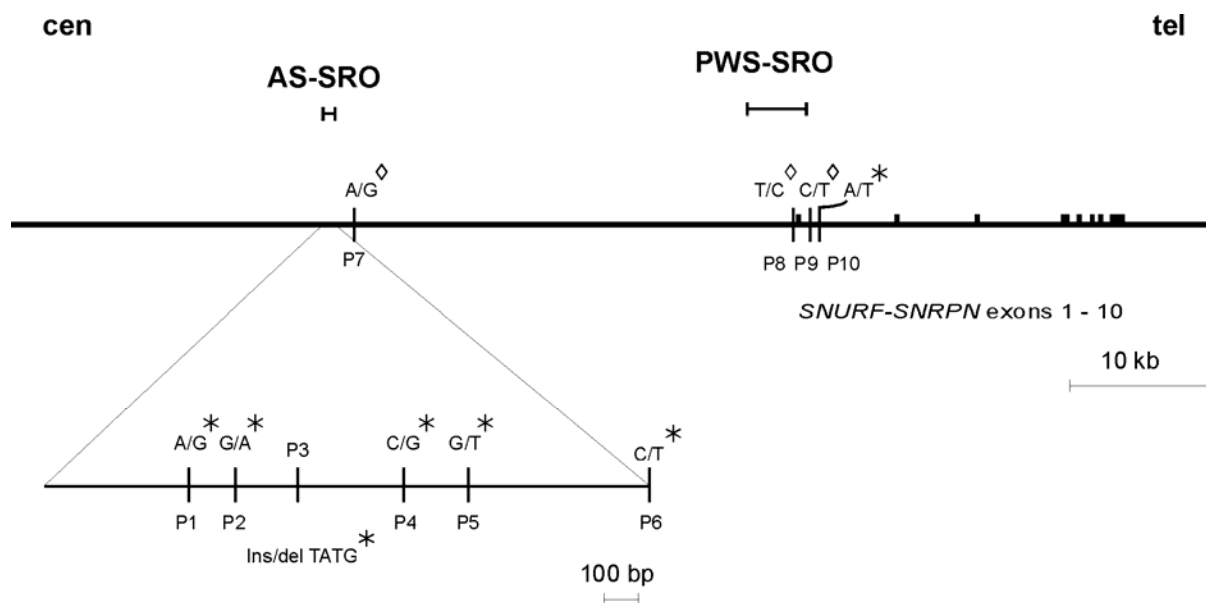 cen tel
AS-SRO PWS-SRO
A/G◊ T/C◊ C/T◊ A/T*
P7 P8 P9 P10
SNURF-SNRPN exons 1 - 10
10 kb
A/G* G/A* P3 C/G* G/T* C/T*
P1 P2 P4 P5 P6
Ins/del TATG*
100 bp